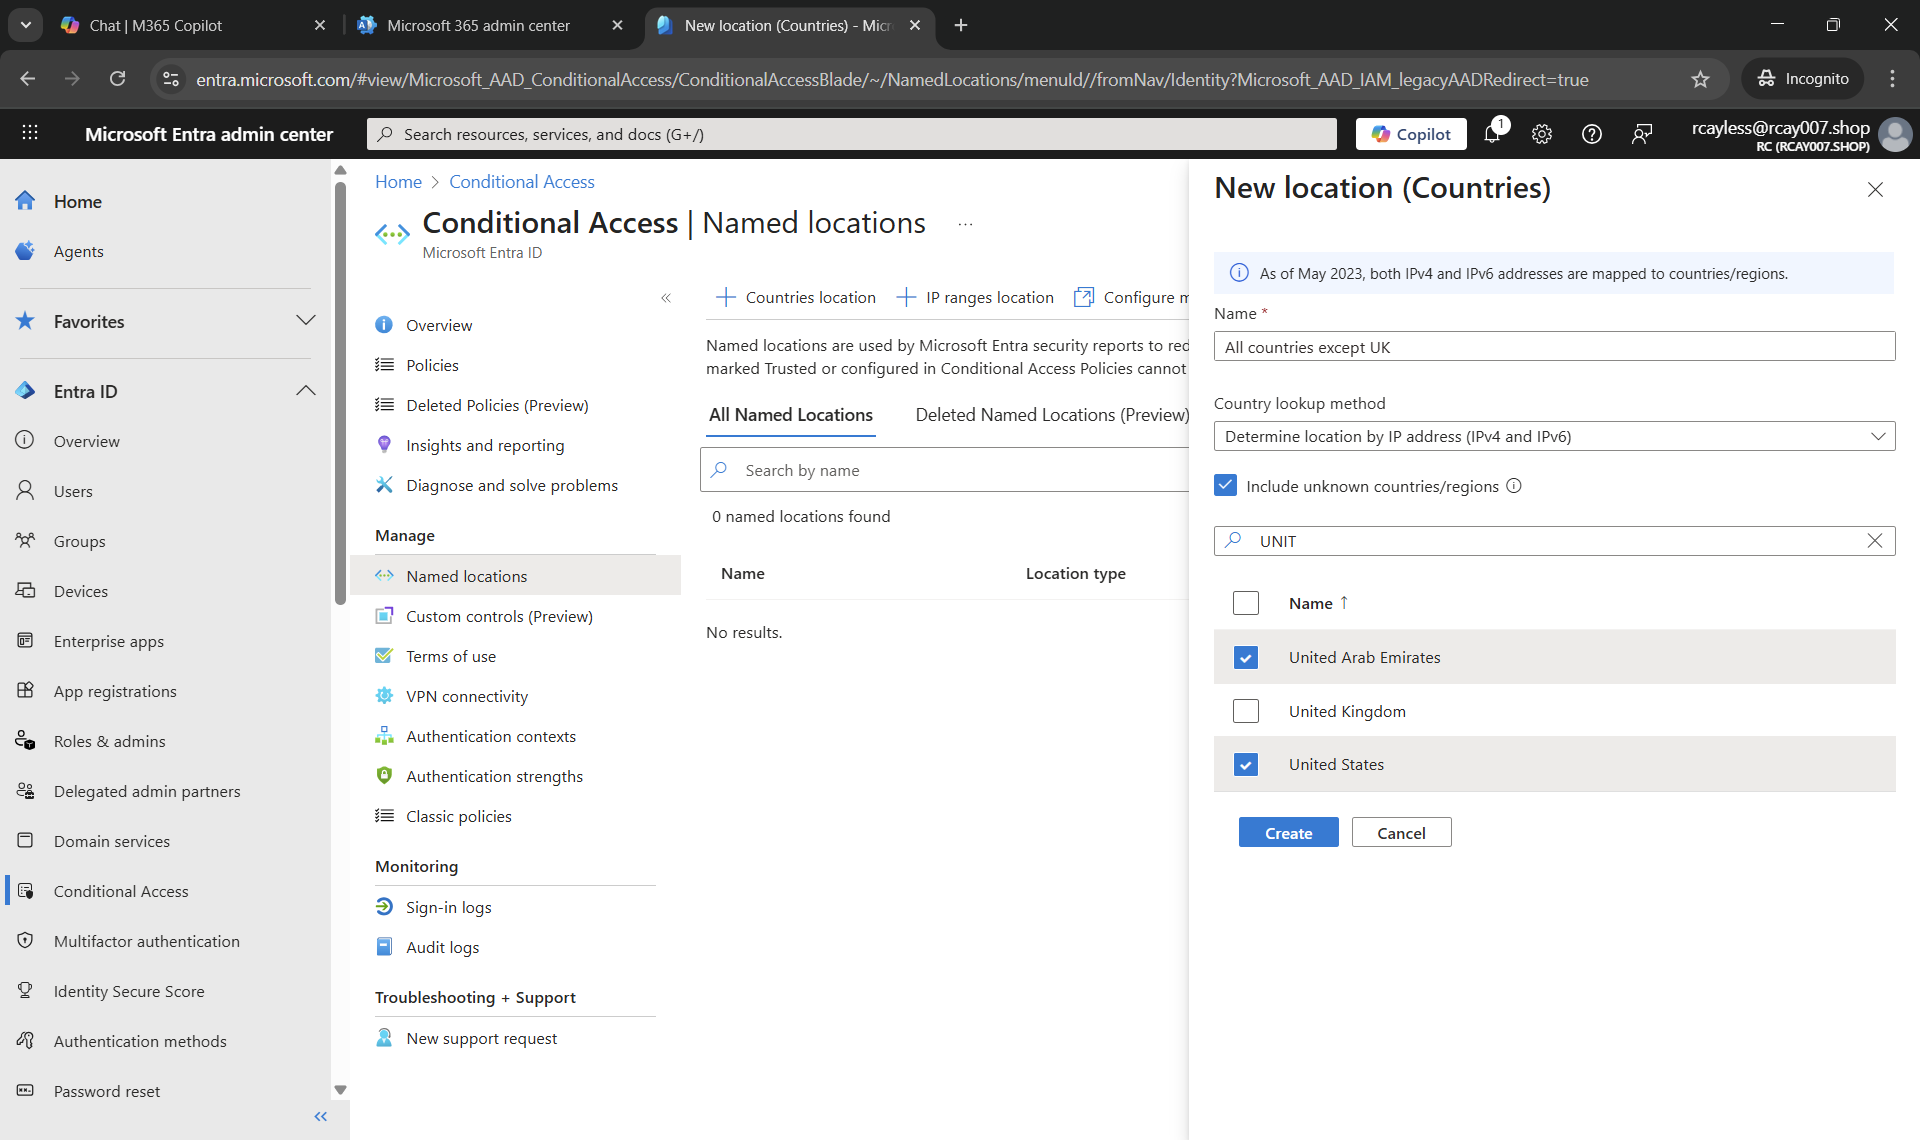 Chat | M365 Copilot
Microsoft 365 admin center
New location (Countries) - Micr
entra.microsoft.com/#view/Microsoft_AAD_ConditionalAccess/ConditionalAccessBlade/~/NamedLocations/menuId//fromNav/Identity?Microsoft_AAD_IAM_legacyAADRedirect=true
Incognito
Microsoft Entra admin center
Search resources, services, and docs (G+/)
Copilot
1
rcayless@rcay007.shop
RC (RCAY007.SHOP)
Home
Agents
Favorites
Entra ID
Overview
Users
Groups
Devices
Enterprise apps
App registrations
Roles & admins
Delegated admin partners
Domain services
Conditional Access
Multifactor authentication
Identity Secure Score
Authentication methods
Password reset
Home > Conditional Access
Conditional Access | Named locations ...
Microsoft Entra ID
Overview
Policies
Deleted Policies (Preview)
Insights and reporting
Diagnose and solve problems
Manage
Named locations
Custom controls (Preview)
Terms of use
VPN connectivity
Authentication contexts
Authentication strengths
Classic policies
Monitoring
Sign-in logs
Audit logs
Troubleshooting + Support
New support request
Countries location
IP ranges location
Configure m
Named locations are used by Microsoft Entra security reports to red
marked Trusted or configured in Conditional Access Policies cannot
All Named Locations
Deleted Named Locations (Preview)
Search by name
0 named locations found
Name
Location type
No results.
New location (Countries)
As of May 2023, both IPv4 and IPv6 addresses are mapped to countries/regions.
Name *
All countries except UK
Country lookup method
Determine location by IP address (IPv4 and IPv6)
Include unknown countries/regions
UNIT
Name ↑
United Arab Emirates
United Kingdom
United States
Create
Cancel